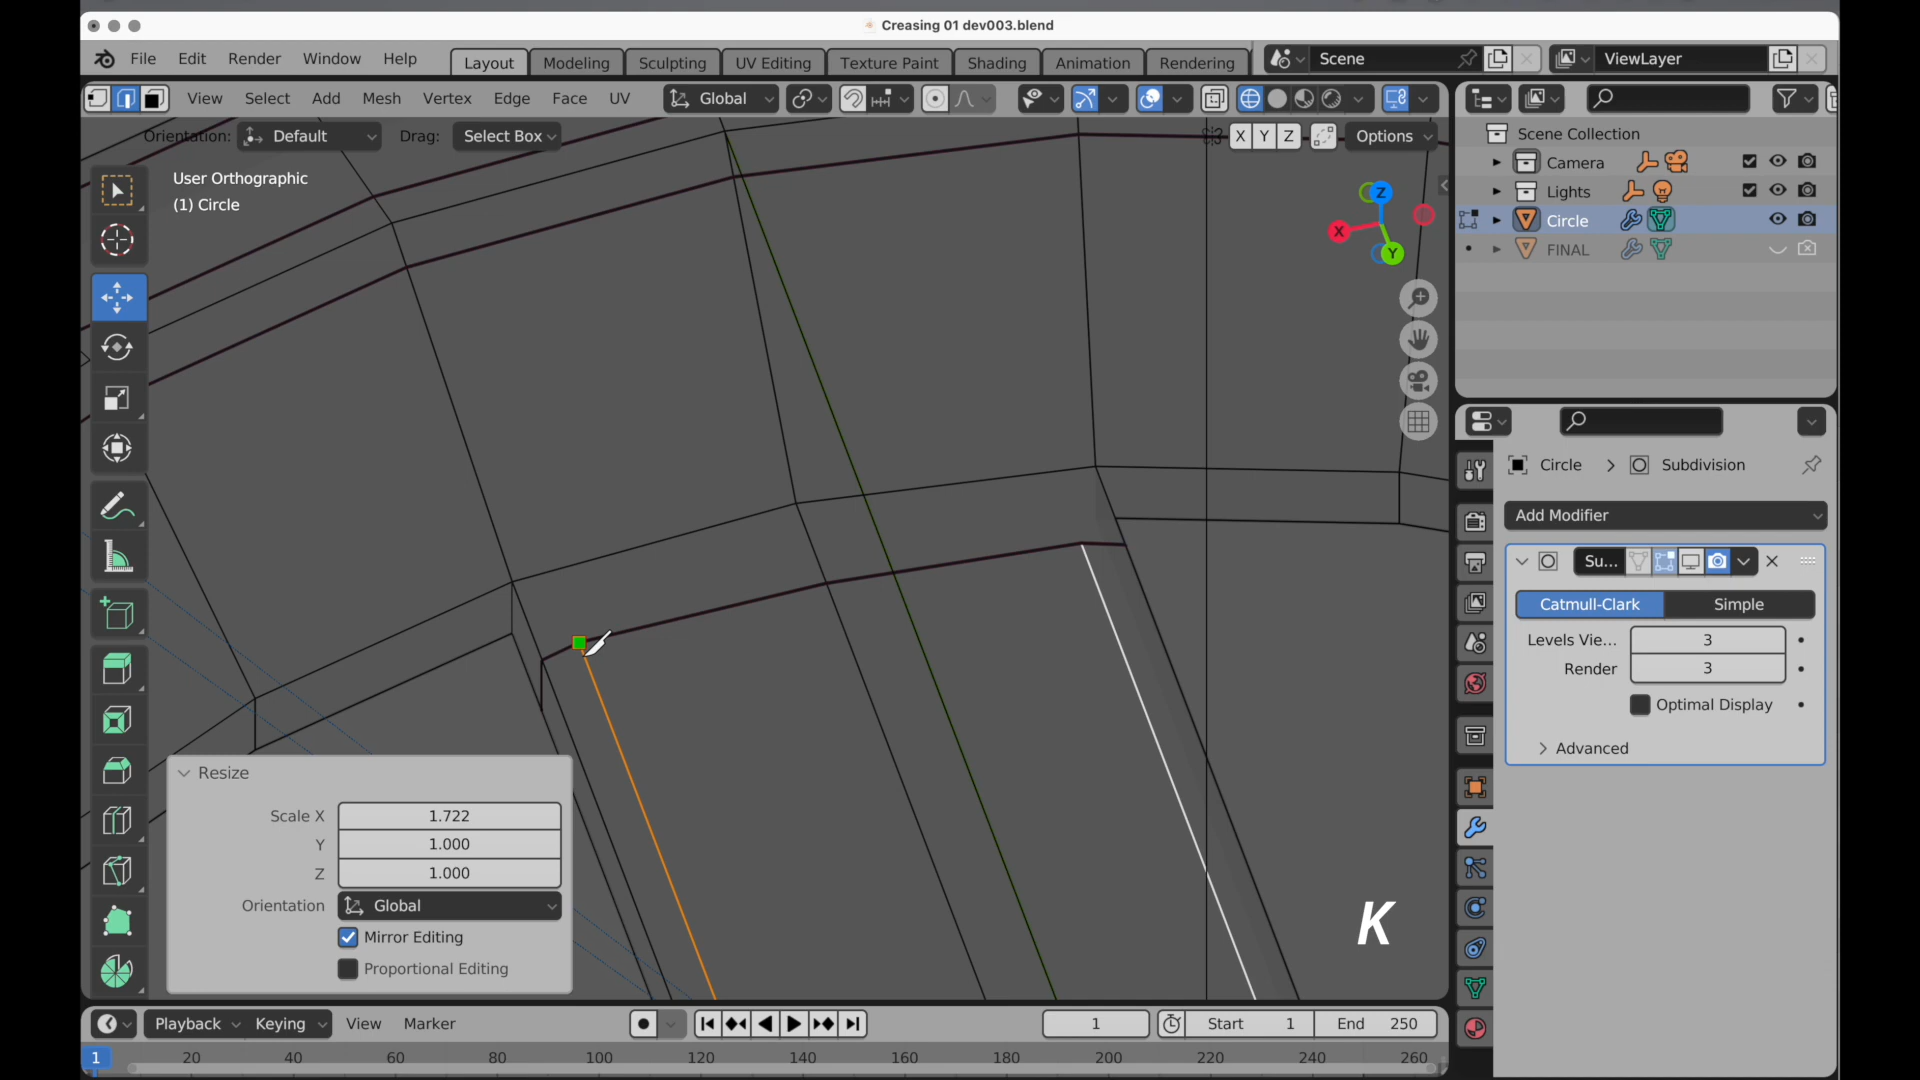 Creasing 01 dev003.blend
File Edit Render Window Help Layout Modeling Sculpting UV Editing Texture Paint Shading Animation Rendering Scene ViewLayer
View Select Add Mesh Vertex Edge Face UV Global
Orientation: Default Drag: Select Box X Y Z Options
User Orthographic
(1) Circle
Z
X
Y
Scene Collection
Camera
Lights
Circle
FINAL
Circle > Subdivision
Add Modifier
Su...
Catmull-Clark Simple
Levels Vie... 3
Render 3
Optimal Display
Advanced
Resize
Scale X 1.722
Y 1.000
Z 1.000
Orientation Global
Mirror Editing
Proportional Editing
K
Playback Keying View Marker 1 Start 1 End 250
1 20 40 60 80 100 120 140 160 180 200 220 240 260